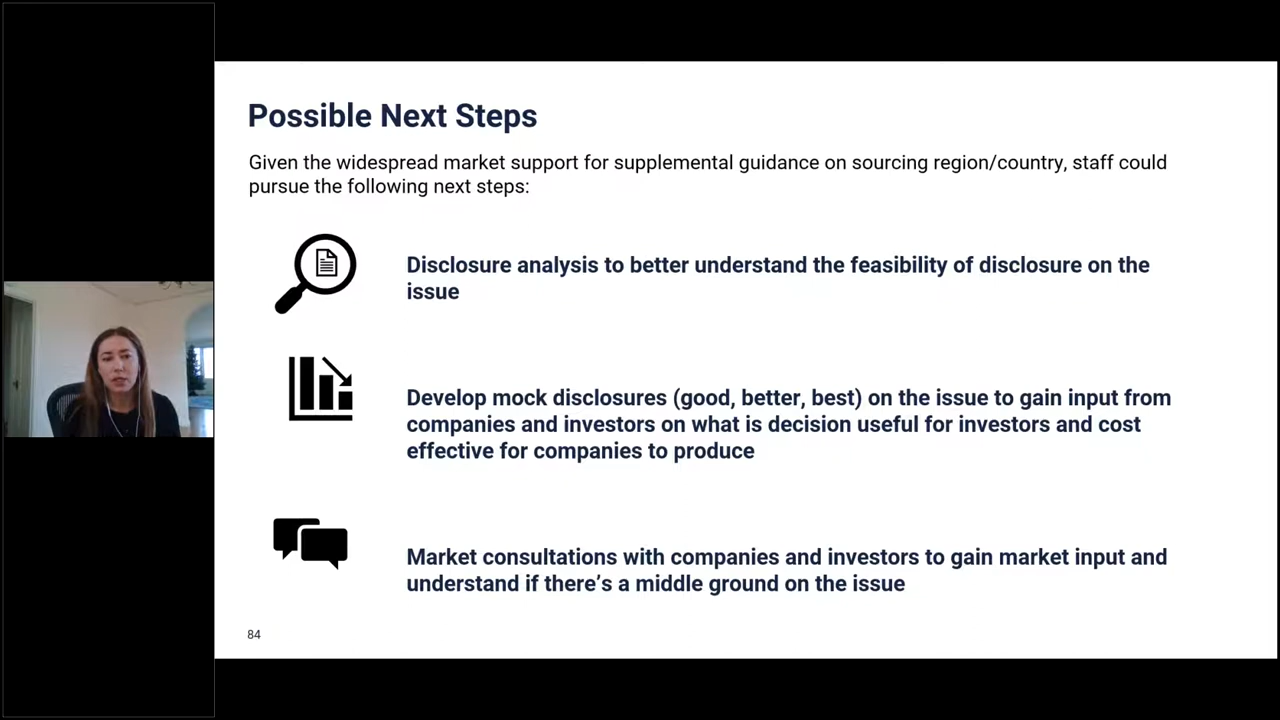 Possible Next Steps
Given the widespread market support for supplemental guidance on sourcing region/country, staff could
pursue the following next steps:
Disclosure analysis to better understand the feasibility of disclosure on the
issue
Develop mock disclosures (good, better, best) on the issue to gain input from
companies and investors on what is decision useful for investors and cost
effective for companies to produce
Market consultations with companies and investors to gain market input and
understand if there’s a middle ground on the issue
84